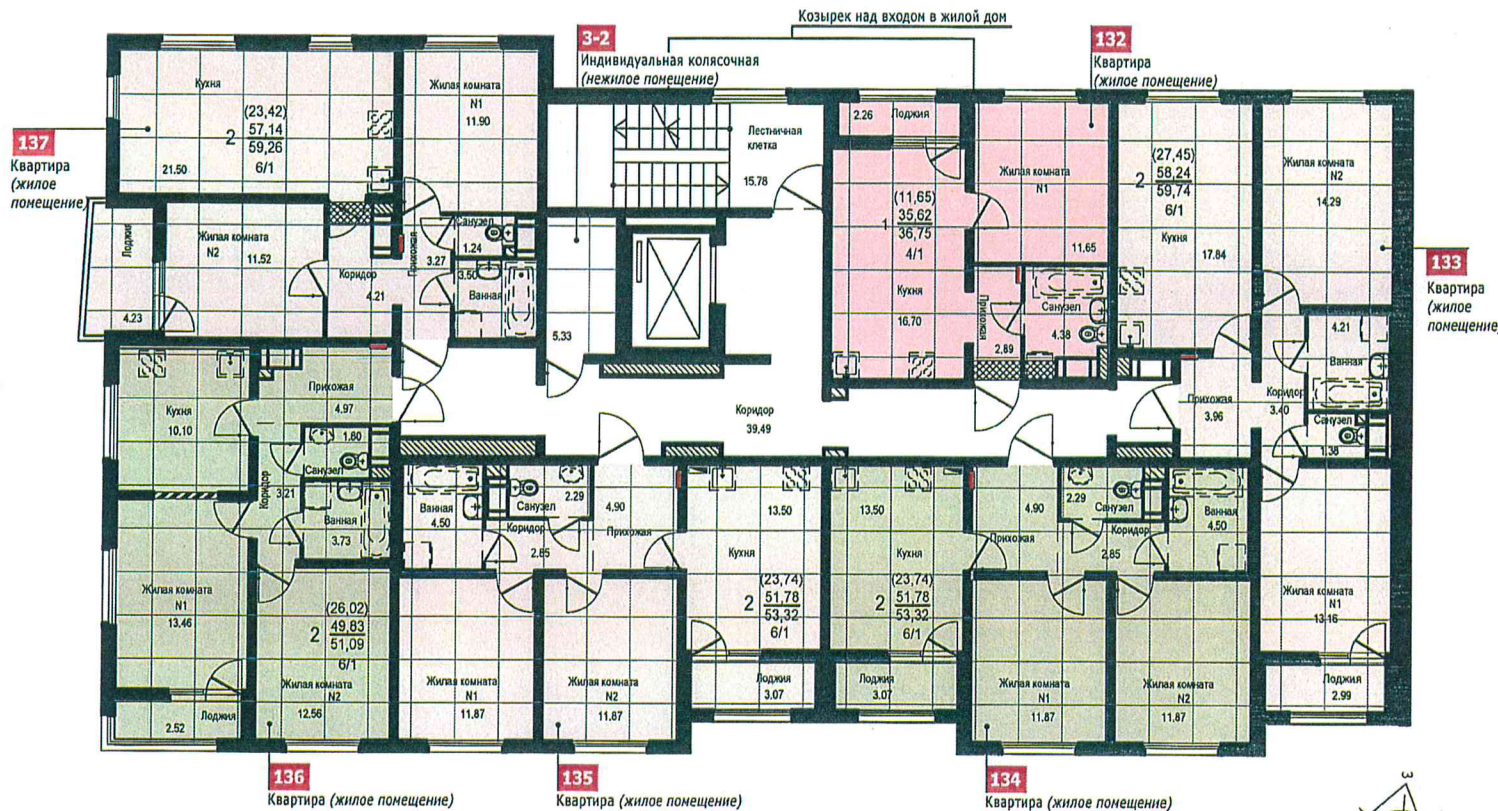 Козырек над входом в жилой дом
3-2
Индивидуальная колясочная
(нежилое помещение)
132
Квартира
(жилое помещение)
137
Квартира
(жилое
помещение)
Кухня
(23,42)
2
57,14
59,26
6/1
21.50
Жилая комната
N1
11.90
Лоджия
4.23
Жилая комната
N2
11.52
Коридор
4.21
Прихожая
3.27
Санузел
1.24
3.50
Ванная
5.33
Лестничная
клетка
15.78
2.26
Лоджия
(11,65)
1
35,62
36,75
4/1
Кухня
16.70
Жилая комната
N1
11.65
Прихожая
2.89
Санузел
4.38
(27,45)
2
58,24
59,74
6/1
Кухня
17.84
Жилая комната
N2
14.29
133
Квартира
(жилое
помещение)
4.21
Ванная
Прихожая
3.96
Коридор
3.40
Санузел
1.38
Жилая комната
N1
13.16
Лоджия
2.99
Коридор
39.49
Кухня
10.10
Прихожая
4.97
1.80
Санузел
Коридор
3.21
Ванная
3.73
Жилая комната
N1
13.46
Лоджия
2.52
(26,02)
2
49,83
51,09
6/1
Жилая комната
N2
12.56
Ванная
4.50
Санузел
2.29
Коридор
2.85
4.90
Прихожая
13.50
Кухня
(23,74)
2
51,78
53,32
6/1
Жилая комната
N1
11.87
Жилая комната
N2
11.87
Лоджия
3.07
13.50
Кухня
(23,74)
2
51,78
53,32
6/1
Лоджия
3.07
4.90
Прихожая
2.29
Санузел
Коридор
2.85
Ванная
4.50
Жилая комната
N1
11.87
Жилая комната
N2
11.87
136
Квартира (жилое помещение)
135
Квартира (жилое помещение)
134
Квартира (жилое помещение)
З